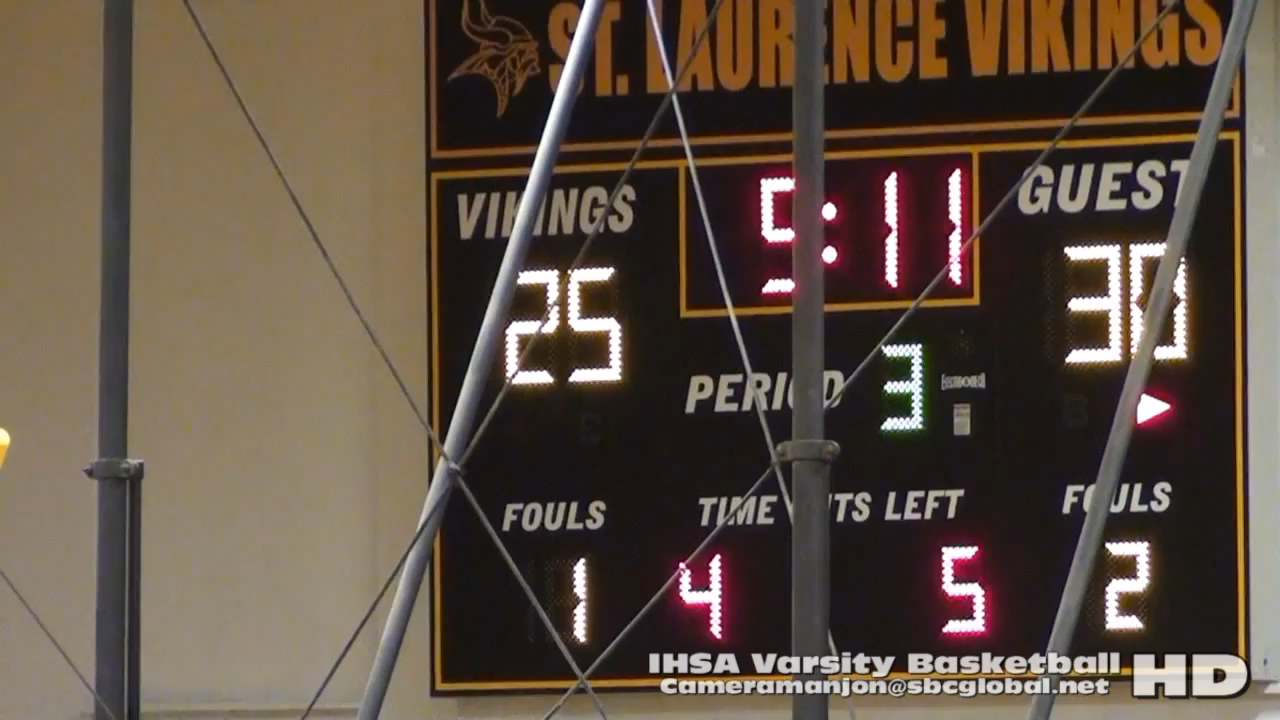 ST. LAURENCE VIKINGS
VIKINGS 5:11 GUEST
25 30
PERIOD 3
FOULS TIME OUTS LEFT FOULS
1 4 5 2
IHSA Varsity Basketball HD
Cameramanjon@sbcglobal.net